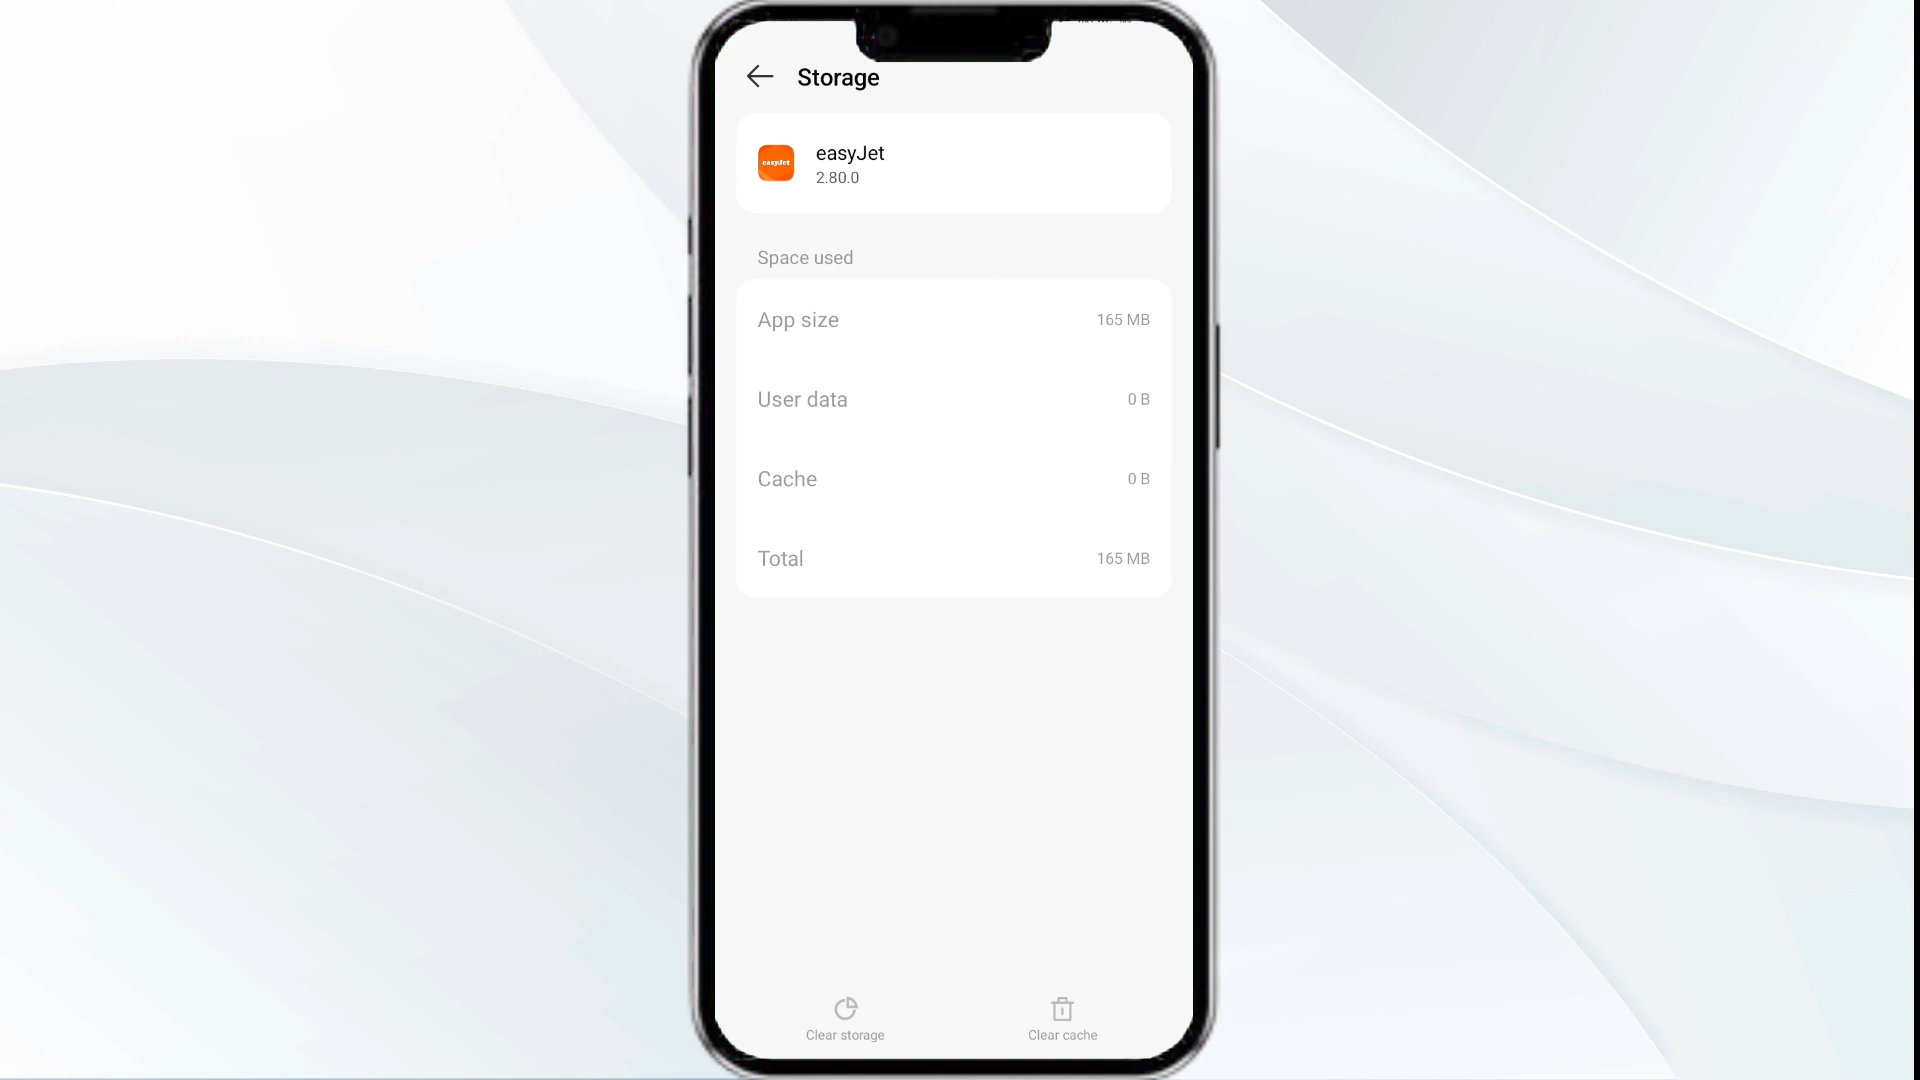 Storage
easyJet
easyJet
2.80.0
Space used
App size 165 MB
User data 0 B
Cache 0 B
Total 165 MB
Clear storage Clear cache